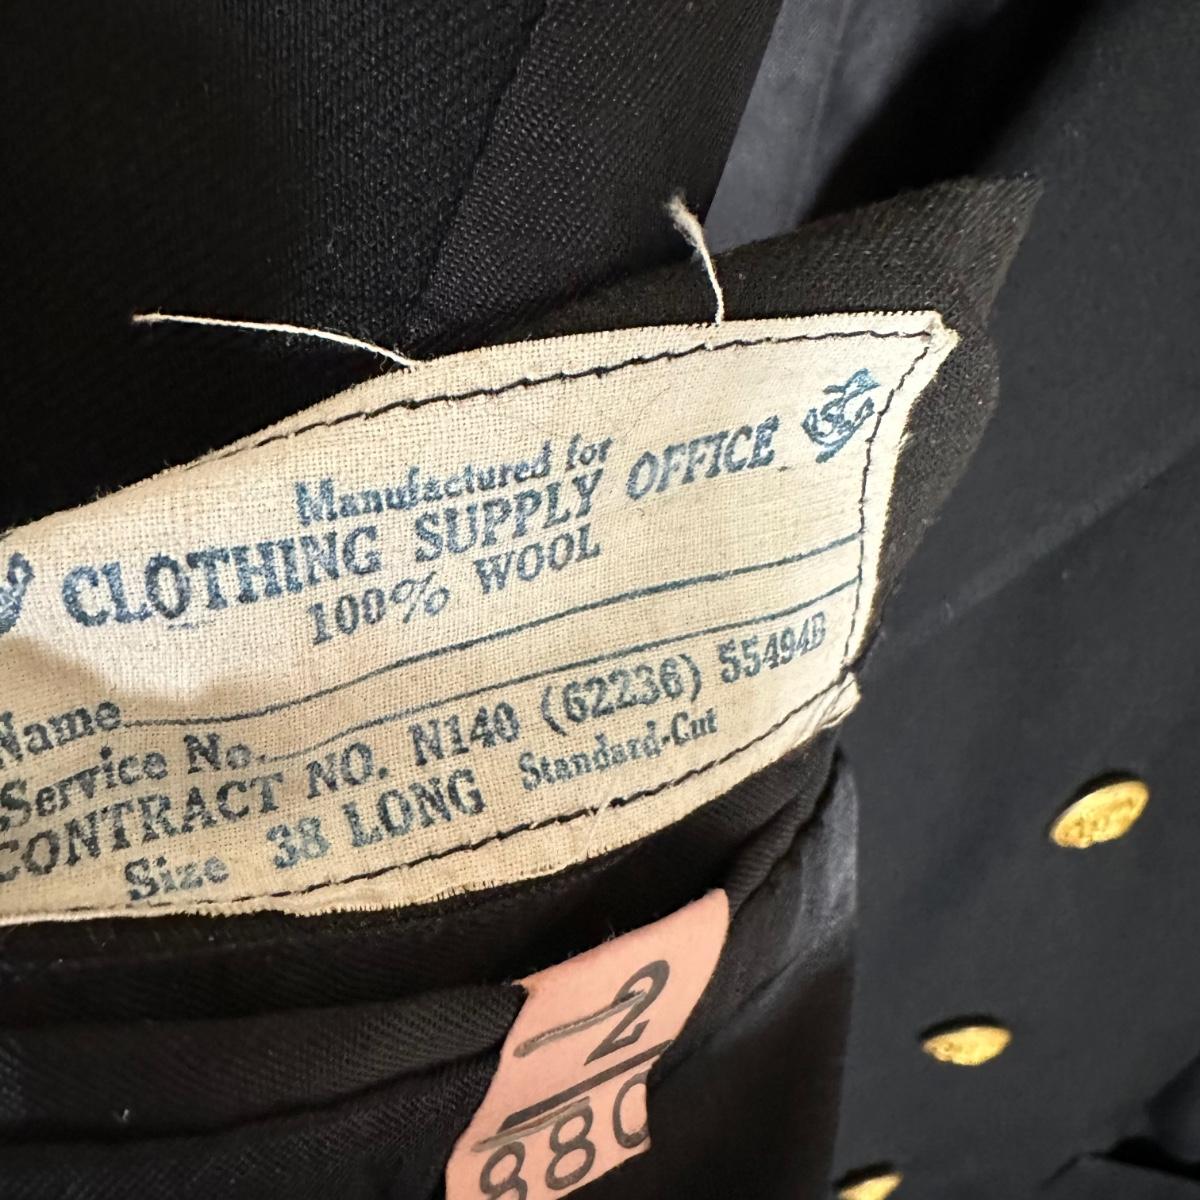 Manufactured for
CLOTHING SUPPLY OFFICE
100% WOOL
Name
Service No.
CONTRACT NO. N140 (62236) 55494B
Size 38 LONG Standard-Cut
12
880